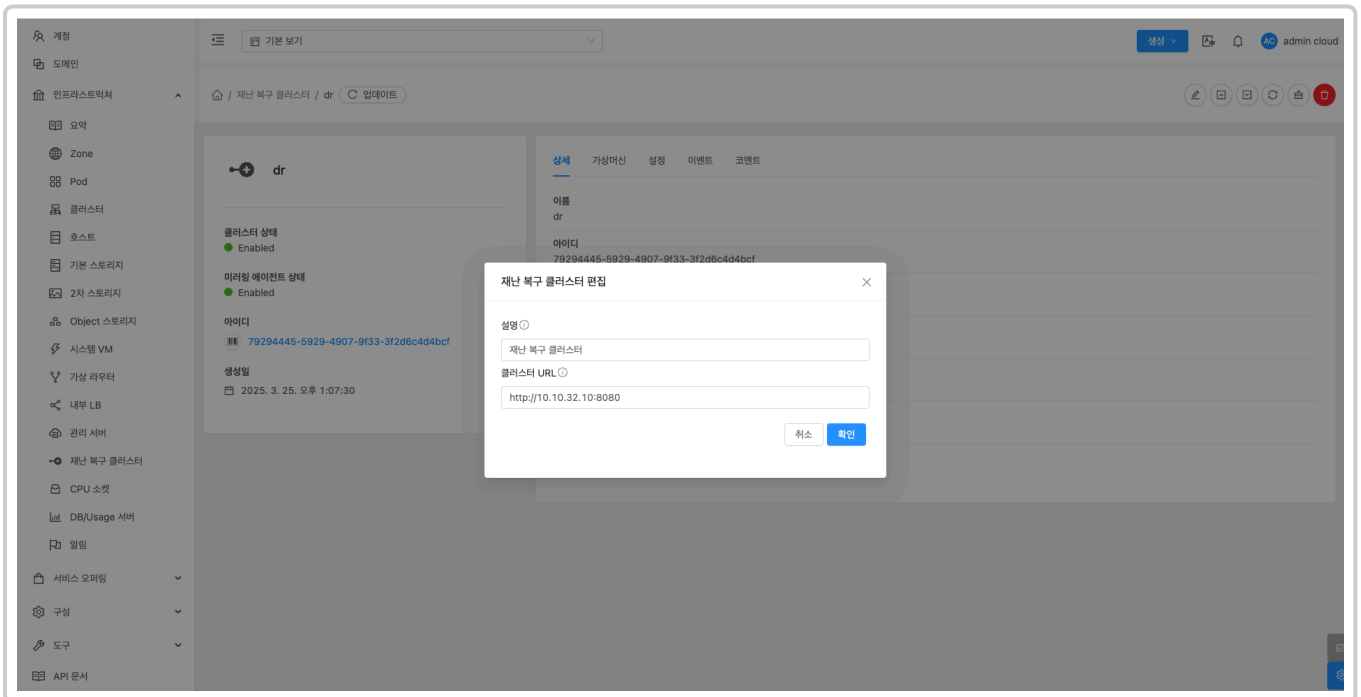 계정
도메인
인프라스트럭쳐
요약
Zone
Pod
클러스터
호스트
기본 스토리지
2차 스토리지
Object 스토리지
시스템 VM
가상 라우터
내부 LB
관리 서버
재난 복구 클러스터
CPU 소켓
DB/Usage 서버
알림
서비스 오퍼링
구성
도구
API 문서
기본 보기
생성
AC admin cloud
/ 재난 복구 클러스터 / dr 업데이트
dr
클러스터 상태
Enabled
미러링 에이전트 상태
Enabled
아이디
79294445-5929-4907-9f33-3f2d6c4d4bcf
생성일
2025. 3. 25. 오후 1:07:30
상세 가상머신 설정 이벤트 코멘트
이름
dr
아이디
79294445-5929-4907-9f33-3f2d6c4d4bcf
재난 복구 클러스터 편집
설명
재난 복구 클러스터
클러스터 URL
http://10.10.32.10:8080
취소 확인